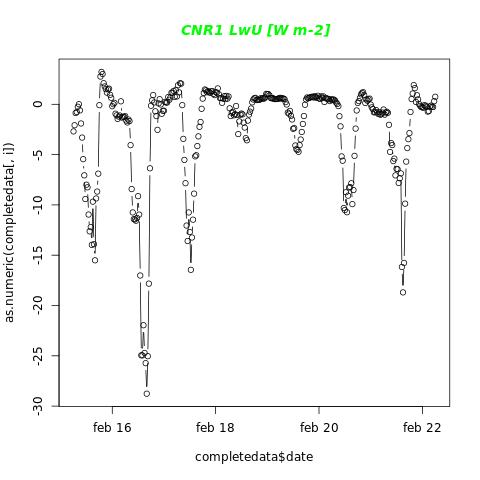 CNR1 LwU [W m-2]
as.numeric(completedata[, i])
0
-5
-10
-15
-20
-25
-30
feb 16
feb 18
feb 20
feb 22
completedata$date